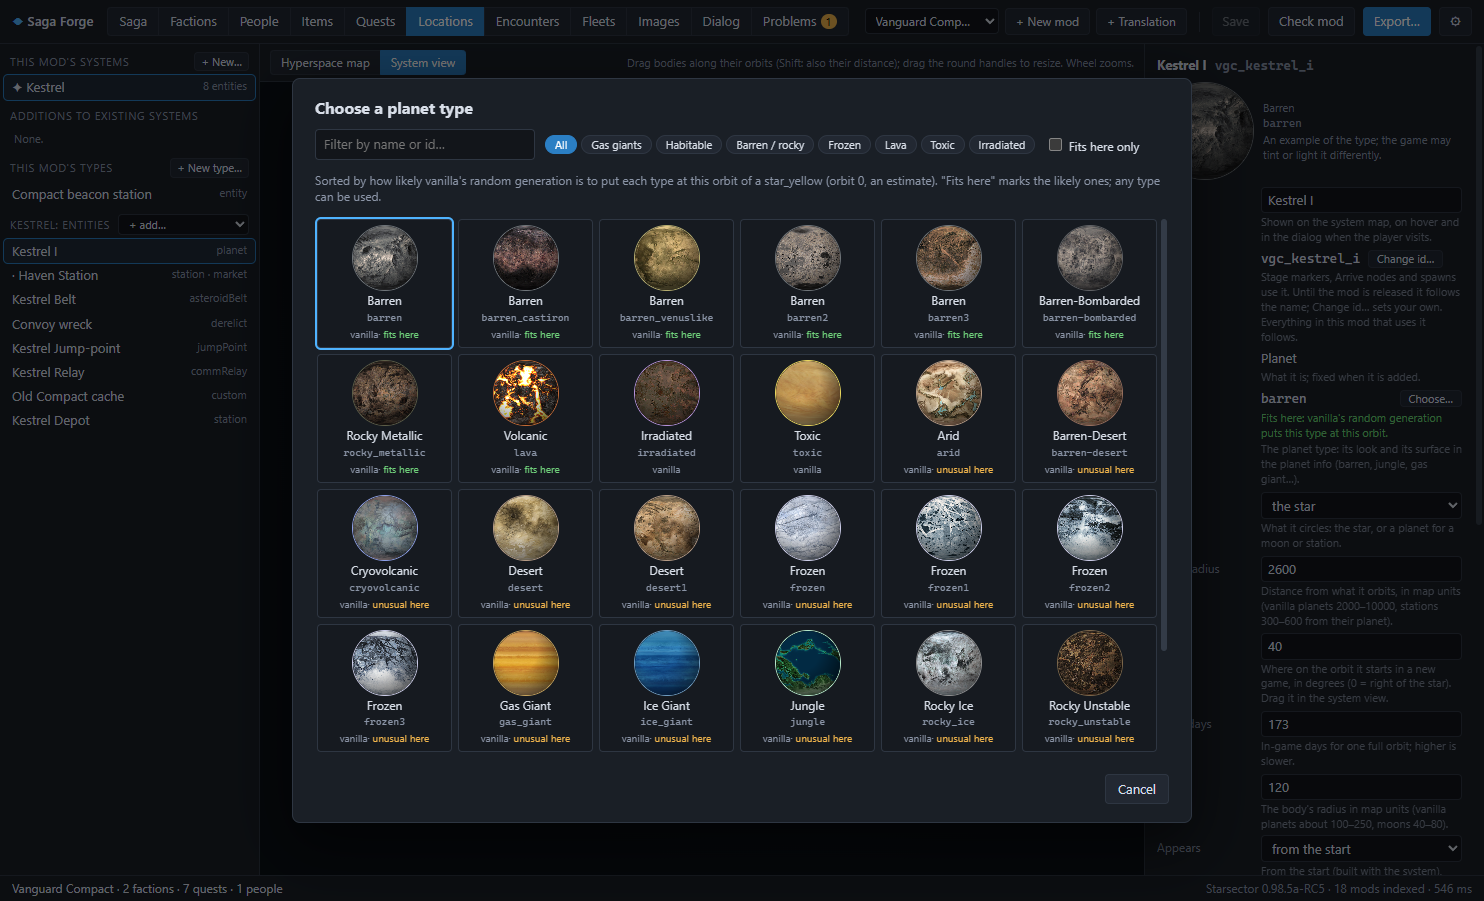 Saga Forge
Saga
Factions
People
Items
Quests
Locations
Encounters
Fleets
Images
Dialog
Problems 1
Vanguard Comp...
+ New mod
+ Translation
Save
Check mod
Export...
THIS MOD'S SYSTEMS
+ New...
Kestrel
8 entities
ADDITIONS TO EXISTING SYSTEMS
None.
THIS MOD'S TYPES
+ New type...
Compact beacon station
entity
KESTREL: ENTITIES
+ add...
Kestrel I
planet
· Haven Station
station · market
Kestrel Belt
asteroidBelt
Convoy wreck
derelict
Kestrel Jump-point
jumpPoint
Kestrel Relay
commRelay
Old Compact cache
custom
Kestrel Depot
station
Hyperspace map
System view
Drag bodies along their orbits (Shift: also their distance); drag the round handles to resize. Wheel zooms.
Choose a planet type
Filter by name or id...
All
Gas giants
Habitable
Barren / rocky
Frozen
Lava
Toxic
Irradiated
Fits here only
Sorted by how likely vanilla's random generation is to put each type at this orbit of a star_yellow (orbit 0, an estimate). "Fits here" marks the likely ones; any type
can be used.
Barren
barren
vanilla· fits here
Barren
barren_castiron
vanilla· fits here
Barren
barren_venuslike
vanilla· fits here
Barren
barren2
vanilla· fits here
Barren
barren3
vanilla· fits here
Barren-Bombarded
barren-bombarded
vanilla· fits here
Rocky Metallic
rocky_metallic
vanilla· fits here
Volcanic
lava
vanilla· fits here
Irradiated
irradiated
vanilla
Toxic
toxic
vanilla
Arid
arid
vanilla· unusual here
Barren-Desert
barren-desert
vanilla· unusual here
Cryovolcanic
cryovolcanic
vanilla· unusual here
Desert
desert
vanilla· unusual here
Desert
desert1
vanilla· unusual here
Frozen
frozen
vanilla· unusual here
Frozen
frozen1
vanilla· unusual here
Frozen
frozen2
vanilla· unusual here
Frozen
frozen3
vanilla· unusual here
Gas Giant
gas_giant
vanilla· unusual here
Ice Giant
ice_giant
vanilla· unusual here
Jungle
jungle
vanilla· unusual here
Rocky Ice
rocky_ice
vanilla· unusual here
Rocky Unstable
rocky_unstable
vanilla· unusual here
Cancel
Kestrel I vgc_kestrel_i
Barren
barren
An example of the type; the game may
tint or light it differently.
Kestrel I
Shown on the system map, on hover and
in the dialog when the player visits.
vgc_kestrel_i
Change id...
Stage markers, Arrive nodes and spawns
use it. Until the mod is released it follows
the name; Change id... sets your own.
Everything in this mod that uses it
follows.
Planet
What it is; fixed when it is added.
barren
Choose...
Fits here: vanilla's random generation
puts this type at this orbit.
The planet type: its look and its surface in
the planet info (barren, jungle, gas
giant...).
the star
What it circles: the star, or a planet for a
moon or station.
adius
2600
Distance from what it orbits, in map units
(vanilla planets 2000–10000, stations
300–600 from their planet).
40
Where on the orbit it starts in a new
game, in degrees (0 = right of the star).
Drag it in the system view.
days
173
In-game days for one full orbit; higher is
slower.
120
The body's radius in map units (vanilla
planets about 100–250, moons 40–80).
Appears
from the start
From the start (built with the system),
Vanguard Compact · 2 factions · 7 quests · 1 people
Starsector 0.98.5a-RC5 · 18 mods indexed · 546 ms